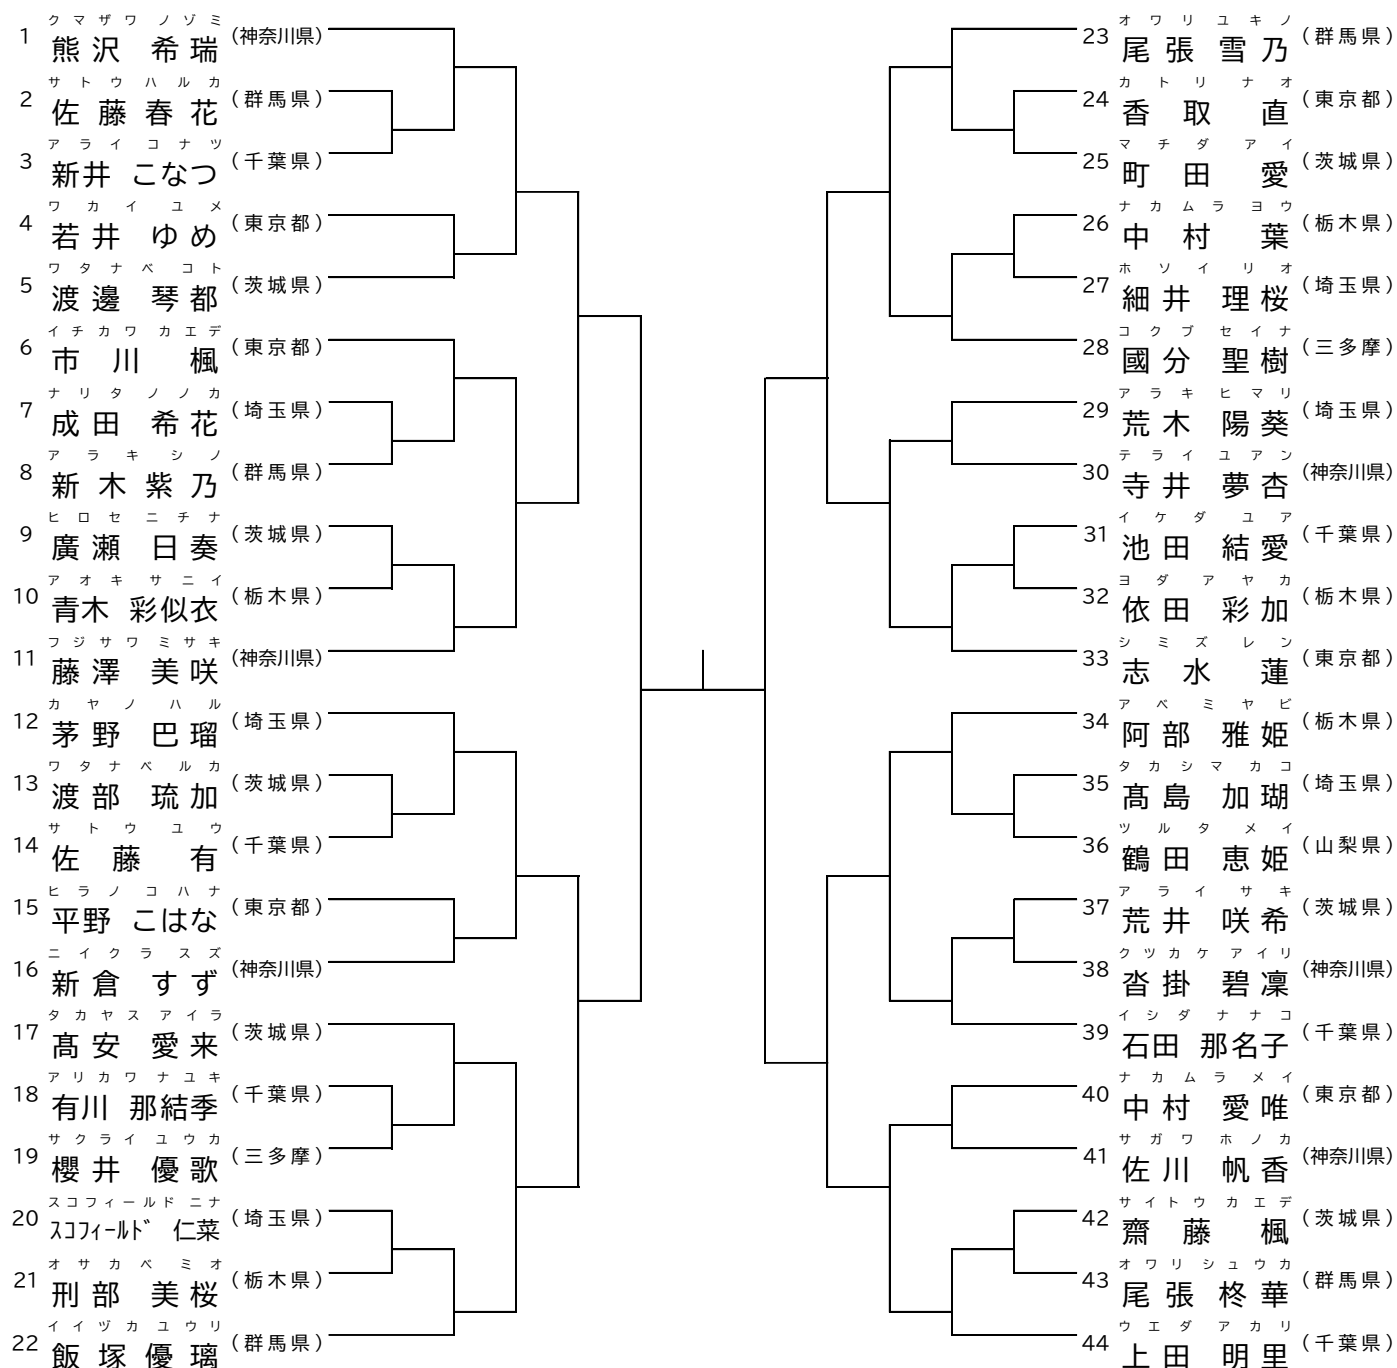 クマザワ ノゾミ
1 熊沢 希瑞 (神奈川県)
サトウ ハルカ
2 佐藤春花 (群馬県)
アライ コナツ
3 新井 こなつ (千葉県)
ワカイ ユメ
4 若井 ゆめ (東京都)
ワタナベ コト
5 渡邊 琴都 (茨城県)
イチカワ カエデ
6 市川 楓 (東京都)
ナリタ ノノカ
7 成田 希花 (埼玉県)
アラキ シノ
8 新木紫乃 (群馬県)
ヒロセ ニチナ
9 廣瀬 日奏 (茨城県)
アオキ サニイ
10 青木 彩似衣 (栃木県)
フジサワ ミサキ
11 藤澤 美咲 (神奈川県)
カヤノ ハル
12 茅野 巴瑠 (埼玉県)
ワタナベ ルカ
13 渡部 琉加 (茨城県)
サトウ ユウ
14 佐藤 有 (千葉県)
ヒラノ コハナ
15 平野 こはな (東京都)
ニイクラ スズ
16 新倉 すず (神奈川県)
タカヤス アイラ
17 髙安 愛来 (茨城県)
アリカワ ナユキ
18 有川 那結季 (千葉県)
サクライ ユウカ
19 櫻井 優歌 (三多摩)
スコフィールド ニナ
20 ｽｺﾌｨｰﾙﾄﾞ 仁菜 (埼玉県)
オサカベ ミオ
21 刑部 美桜 (栃木県)
イイヅカ ユウリ
22 飯塚優璃 (群馬県)
オワリ ユキノ
23 尾張雪乃 (群馬県)
カトリ ナオ
24 香取 直 (東京都)
マチダ アイ
25 町田 愛 (茨城県)
ナカムラ ヨウ
26 中村 葉 (栃木県)
ホソイ リオ
27 細井 理桜 (埼玉県)
コクブ セイナ
28 國分 聖樹 (三多摩)
アラキ ヒマリ
29 荒木 陽葵 (埼玉県)
テライ ユアン
30 寺井 夢杏 (神奈川県)
イケダ ユア
31 池田 結愛 (千葉県)
ヨダ アヤカ
32 依田 彩加 (栃木県)
シミズ レン
33 志水 蓮 (東京都)
アベ ミヤビ
34 阿部 雅姫 (栃木県)
タカシマ カコ
35 髙島 加瑚 (埼玉県)
ツルタ メイ
36 鶴田 恵姫 (山梨県)
アライ サキ
37 荒井 咲希 (茨城県)
クツカケ アイリ
38 沓掛 碧凜 (神奈川県)
イシダ ナナコ
39 石田 那名子 (千葉県)
ナカムラ メイ
40 中村 愛唯 (東京都)
サガワ ホノカ
41 佐川 帆香 (神奈川県)
サイトウ カエデ
42 齋藤 楓 (茨城県)
オワリ シュウカ
43 尾張柊華 (群馬県)
ウエダ アカリ
44 上田 明里 (千葉県)